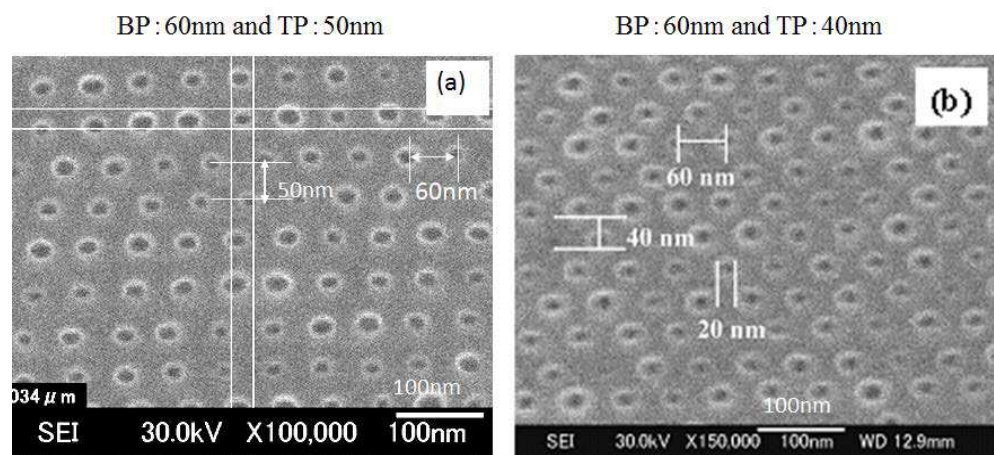 BP : 60nm and TP : 50nm
(a)
50nm
60nm
100nm
034 μm
SEI 30.0kV X100,000 100nm
BP : 60nm and TP : 40nm
(b)
60 nm
40 nm
20 nm
100nm
SEI 30.0kV X150,000 100nm WD 12.9mm